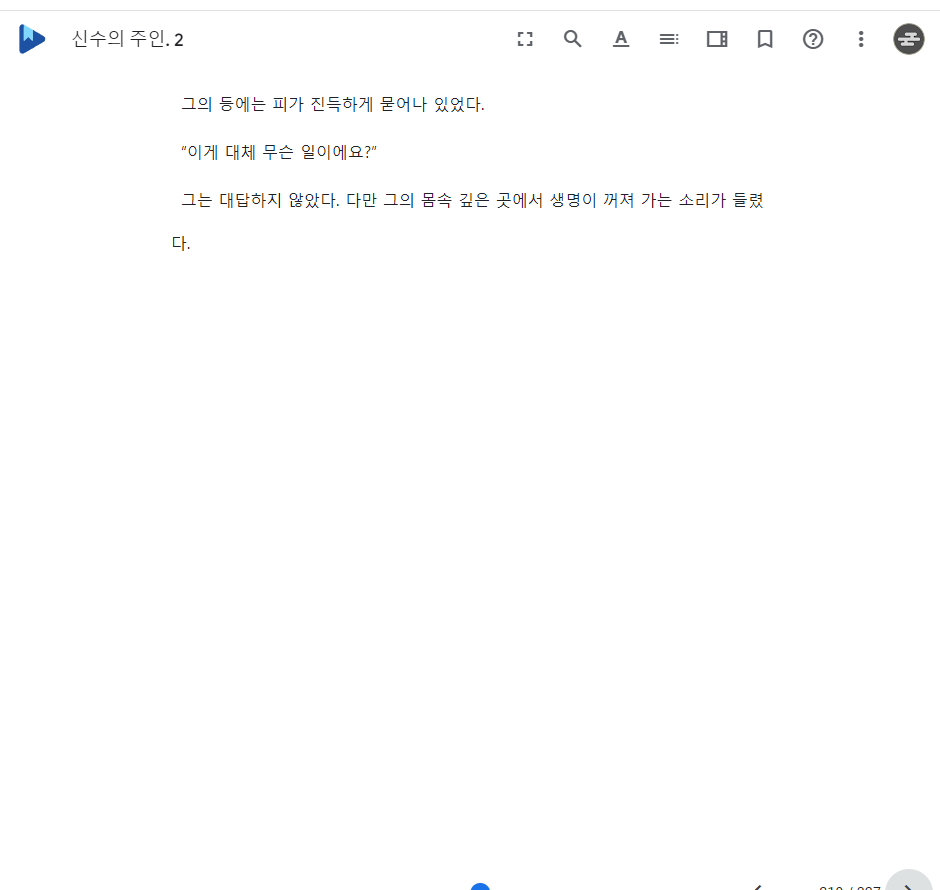 신수의 주인. 2
그의 등에는 피가 진득하게 묻어나 있었다.
“이게 대체 무슨 일이에요?”
그는 대답하지 않았다. 다만 그의 몸속 깊은 곳에서 생명이 꺼져 가는 소리가 들렸
다.